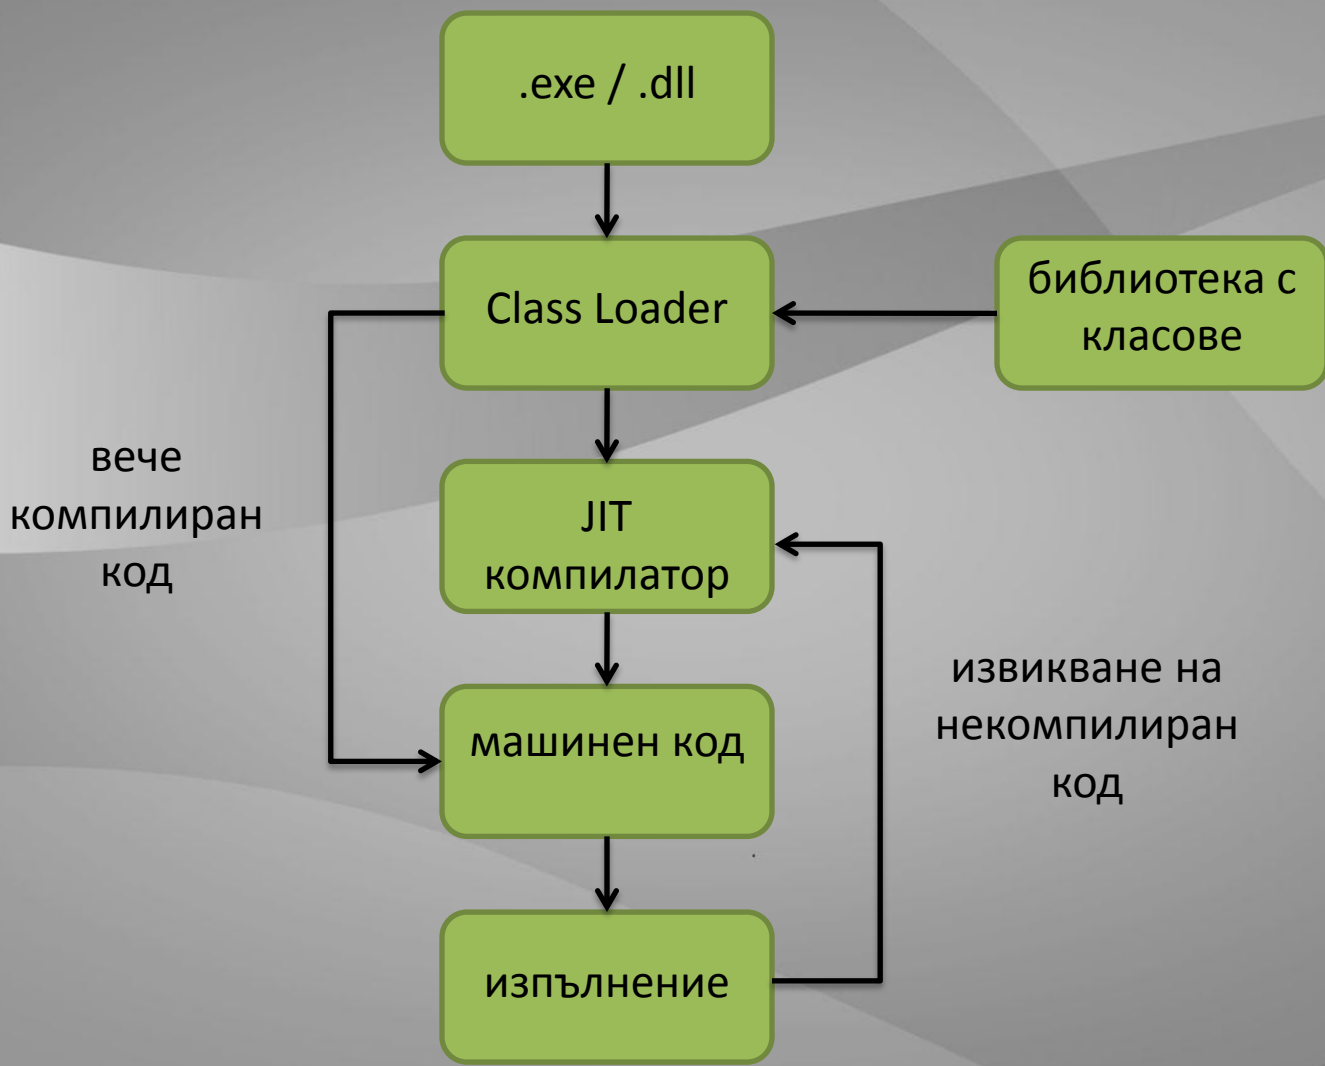 .exe / .dll
Class Loader
библиотека с
класове
вече
компилиран
код
JIT
компилатор
извикване на
некомпилиран
код
машинен код
изпълнение